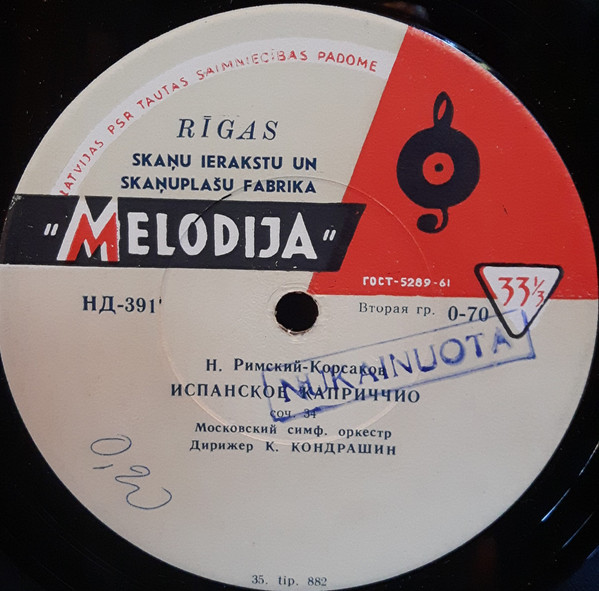 LATVIJAS PSR TAUTAS SAIMNIECĪBAS PADOME
RĪGAS
SKAŅU IERAKSTU UN
SKAŅUPLAŠU FABRIKA
"MELODIJA"
ГОСТ-5289-61
33⅓
НД-391
Вторая гр. 0-70
NUKAINUOTA
Н. Римский-Корсаков
ИСПАНСКОЕ КАПРИЧЧИО
соч. 34
Московский симф. оркестр
Дирижер К. КОНДРАШИН
35. tip. 882